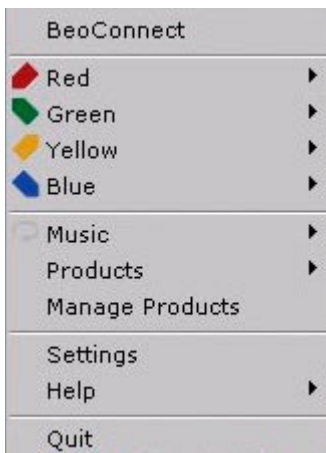 BeoConnect
Red
Green
Yellow
Blue
Music
Products
Manage Products
Settings
Help
Quit